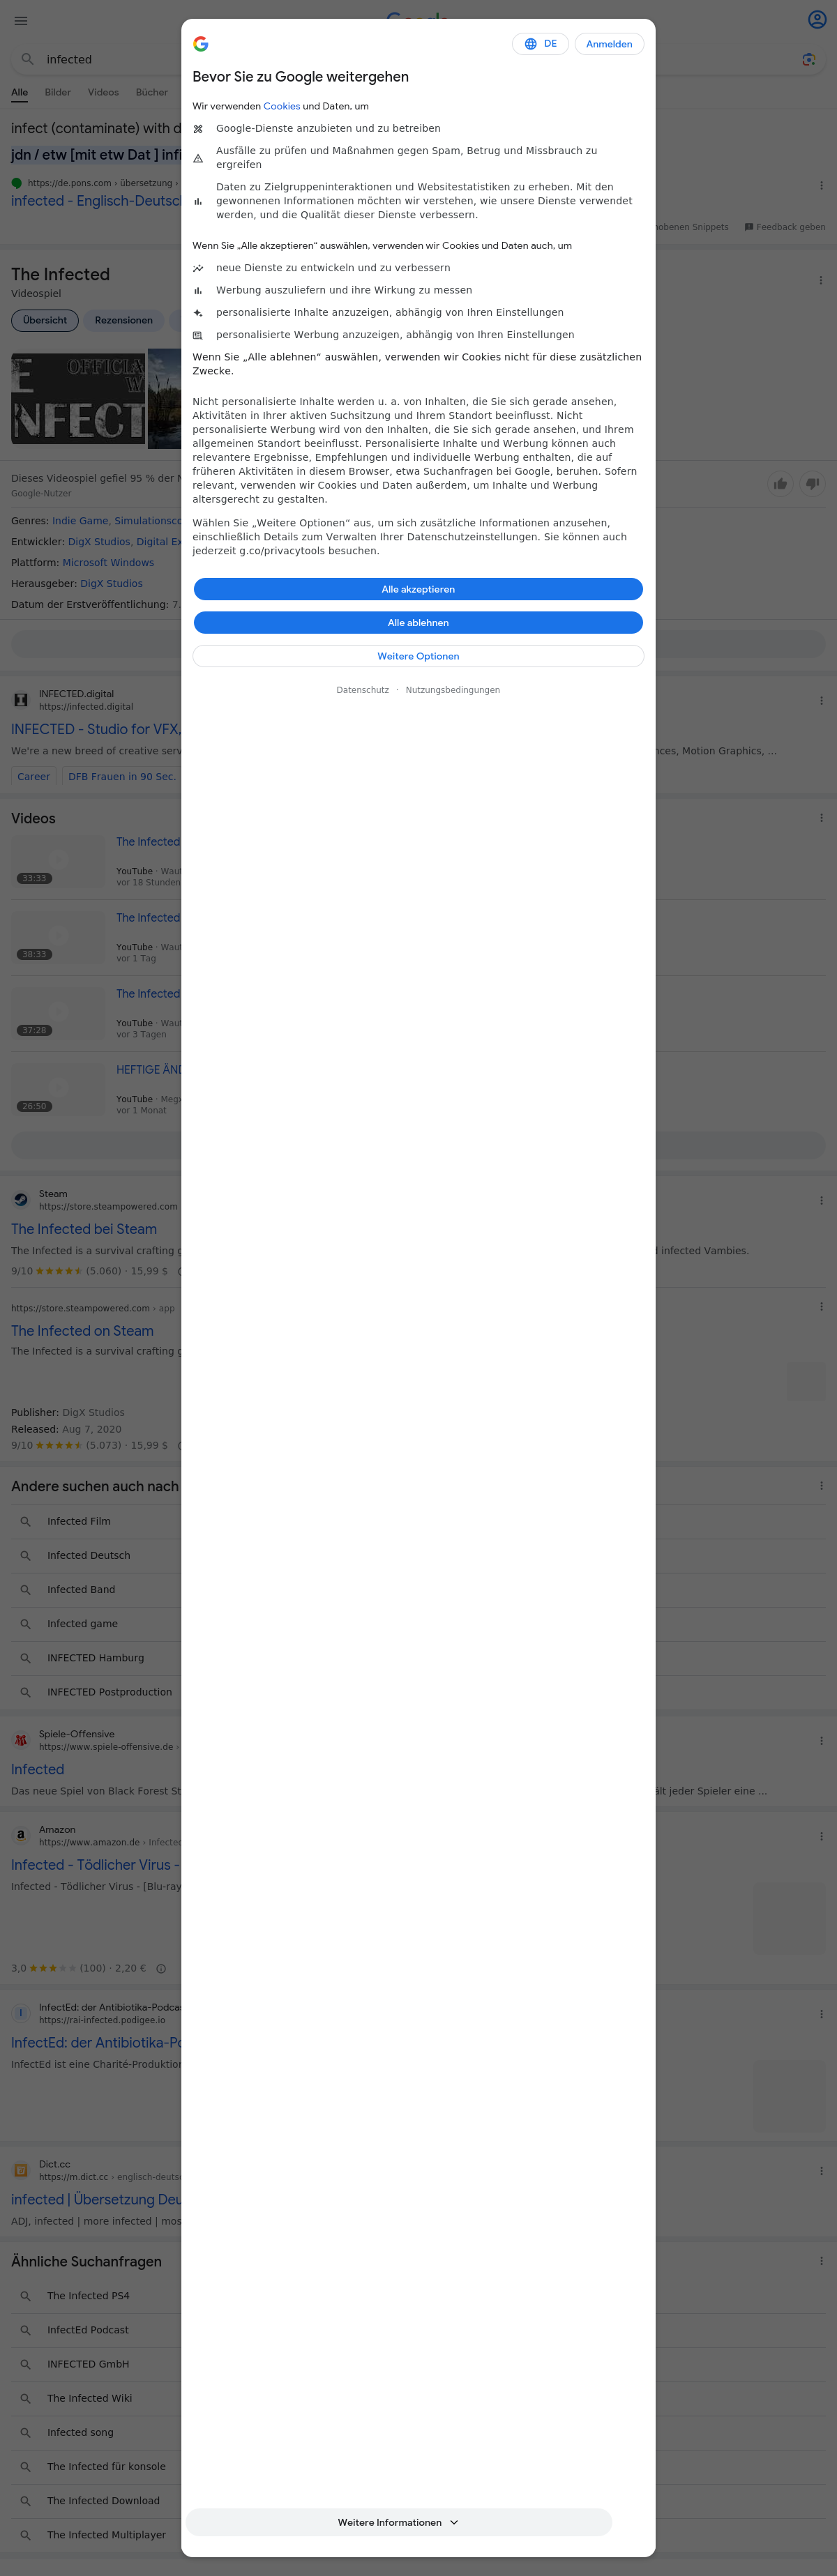 Google
infected
Alle Bilder Videos Bücher
infect (contaminate) with
jdn / etw [mit etw Dat ]
https://de.pons.com › übersetzung ›
infected - Englisch-Deutsch
Snippets Feedback geben
The Infected
Videospiel
Übersicht Rezensionen
OFFICIAL
Dieses Videospiel gefiel 95 % der
Google-Nutzer
Genres: Indie Game,
Entwickler: DigX Studios, Digital
Plattform: Microsoft Windows
Herausgeber: DigX Studios
Datum der Erstveröffentlichung: 7.
INFECTED.digital
https://infected.digital
INFECTED - Studio for VFX,
We're a new breed of creative
Motion Graphics, ...
Career DFB Frauen in 90 Sec.
Videos
The Infected
YouTube ·
vor 18 Stunden
33:33
The Infected
YouTube ·
vor 1 Tag
38:33
The Infected
YouTube ·
vor 3 Tagen
37:28
HEFTIGE
YouTube ·
vor 1 Monat
26:50
Steam
https://store.steampowered.com
The Infected bei Steam
The Infected is a survival crafting
infected Vambies.
9/10 (5.060) · 15,99 $
https://store.steampowered.com › app
The Infected on Steam
The Infected is a survival crafting
Publisher: DigX Studios
Released: Aug 7, 2020
9/10 (5.073) · 15,99 $
Andere suchen auch nach
Infected Film
Infected Deutsch
Infected Band
Infected game
INFECTED Hamburg
INFECTED Postproduction
Spiele-Offensive
https://www.spiele-offensive.de ›
Infected
Das neue Spiel von Black Forest
jeder Spieler eine ...
Amazon
https://www.amazon.de › Infected
Infected - Tödlicher Virus -
Infected - Tödlicher Virus -
3,0 (100) · 2,20 €
I
InfectEd: der Antibiotika-Podcast
https://rai-infected.podigee.io
InfectEd: der
InfectEd ist eine Charité-Produktion
Dict.cc
https://m.dict.cc ›
infected | Übersetzung
ADJ, infected | more infected |
Ähnliche Suchanfragen
The Infected PS4
InfectEd Podcast
INFECTED GmbH
The Infected Wiki
Infected song
The Infected für konsole
The Infected Download
The Infected Multiplayer
DE Anmelden
Bevor Sie zu Google weitergehen
Wir verwenden Cookies und Daten, um
Google-Dienste anzubieten und zu betreiben
Ausfälle zu prüfen und Maßnahmen gegen Spam, Betrug und Missbrauch zu
ergreifen
Daten zu Zielgruppeninteraktionen und Websitestatistiken zu erheben. Mit den
gewonnenen Informationen möchten wir verstehen, wie unsere Dienste verwendet
werden, und die Qualität dieser Dienste verbessern.
Wenn Sie „Alle akzeptieren“ auswählen, verwenden wir Cookies und Daten auch, um
neue Dienste zu entwickeln und zu verbessern
Werbung auszuliefern und ihre Wirkung zu messen
personalisierte Inhalte anzuzeigen, abhängig von Ihren Einstellungen
personalisierte Werbung anzuzeigen, abhängig von Ihren Einstellungen
Wenn Sie „Alle ablehnen“ auswählen, verwenden wir Cookies nicht für diese zusätzlichen
Zwecke.
Nicht personalisierte Inhalte werden u. a. von Inhalten, die Sie sich gerade ansehen,
Aktivitäten in Ihrer aktiven Suchsitzung und Ihrem Standort beeinflusst. Nicht
personalisierte Werbung wird von den Inhalten, die Sie sich gerade ansehen, und Ihrem
allgemeinen Standort beeinflusst. Personalisierte Inhalte und Werbung können auch
relevantere Ergebnisse, Empfehlungen und individuelle Werbung enthalten, die auf
früheren Aktivitäten in diesem Browser, etwa Suchanfragen bei Google, beruhen. Sofern
relevant, verwenden wir Cookies und Daten außerdem, um Inhalte und Werbung
altersgerecht zu gestalten.
Wählen Sie „Weitere Optionen“ aus, um sich zusätzliche Informationen anzusehen,
einschließlich Details zum Verwalten Ihrer Datenschutzeinstellungen. Sie können auch
jederzeit g.co/privacytools besuchen.
Alle akzeptieren
Alle ablehnen
Weitere Optionen
Datenschutz · Nutzungsbedingungen
Weitere Informationen